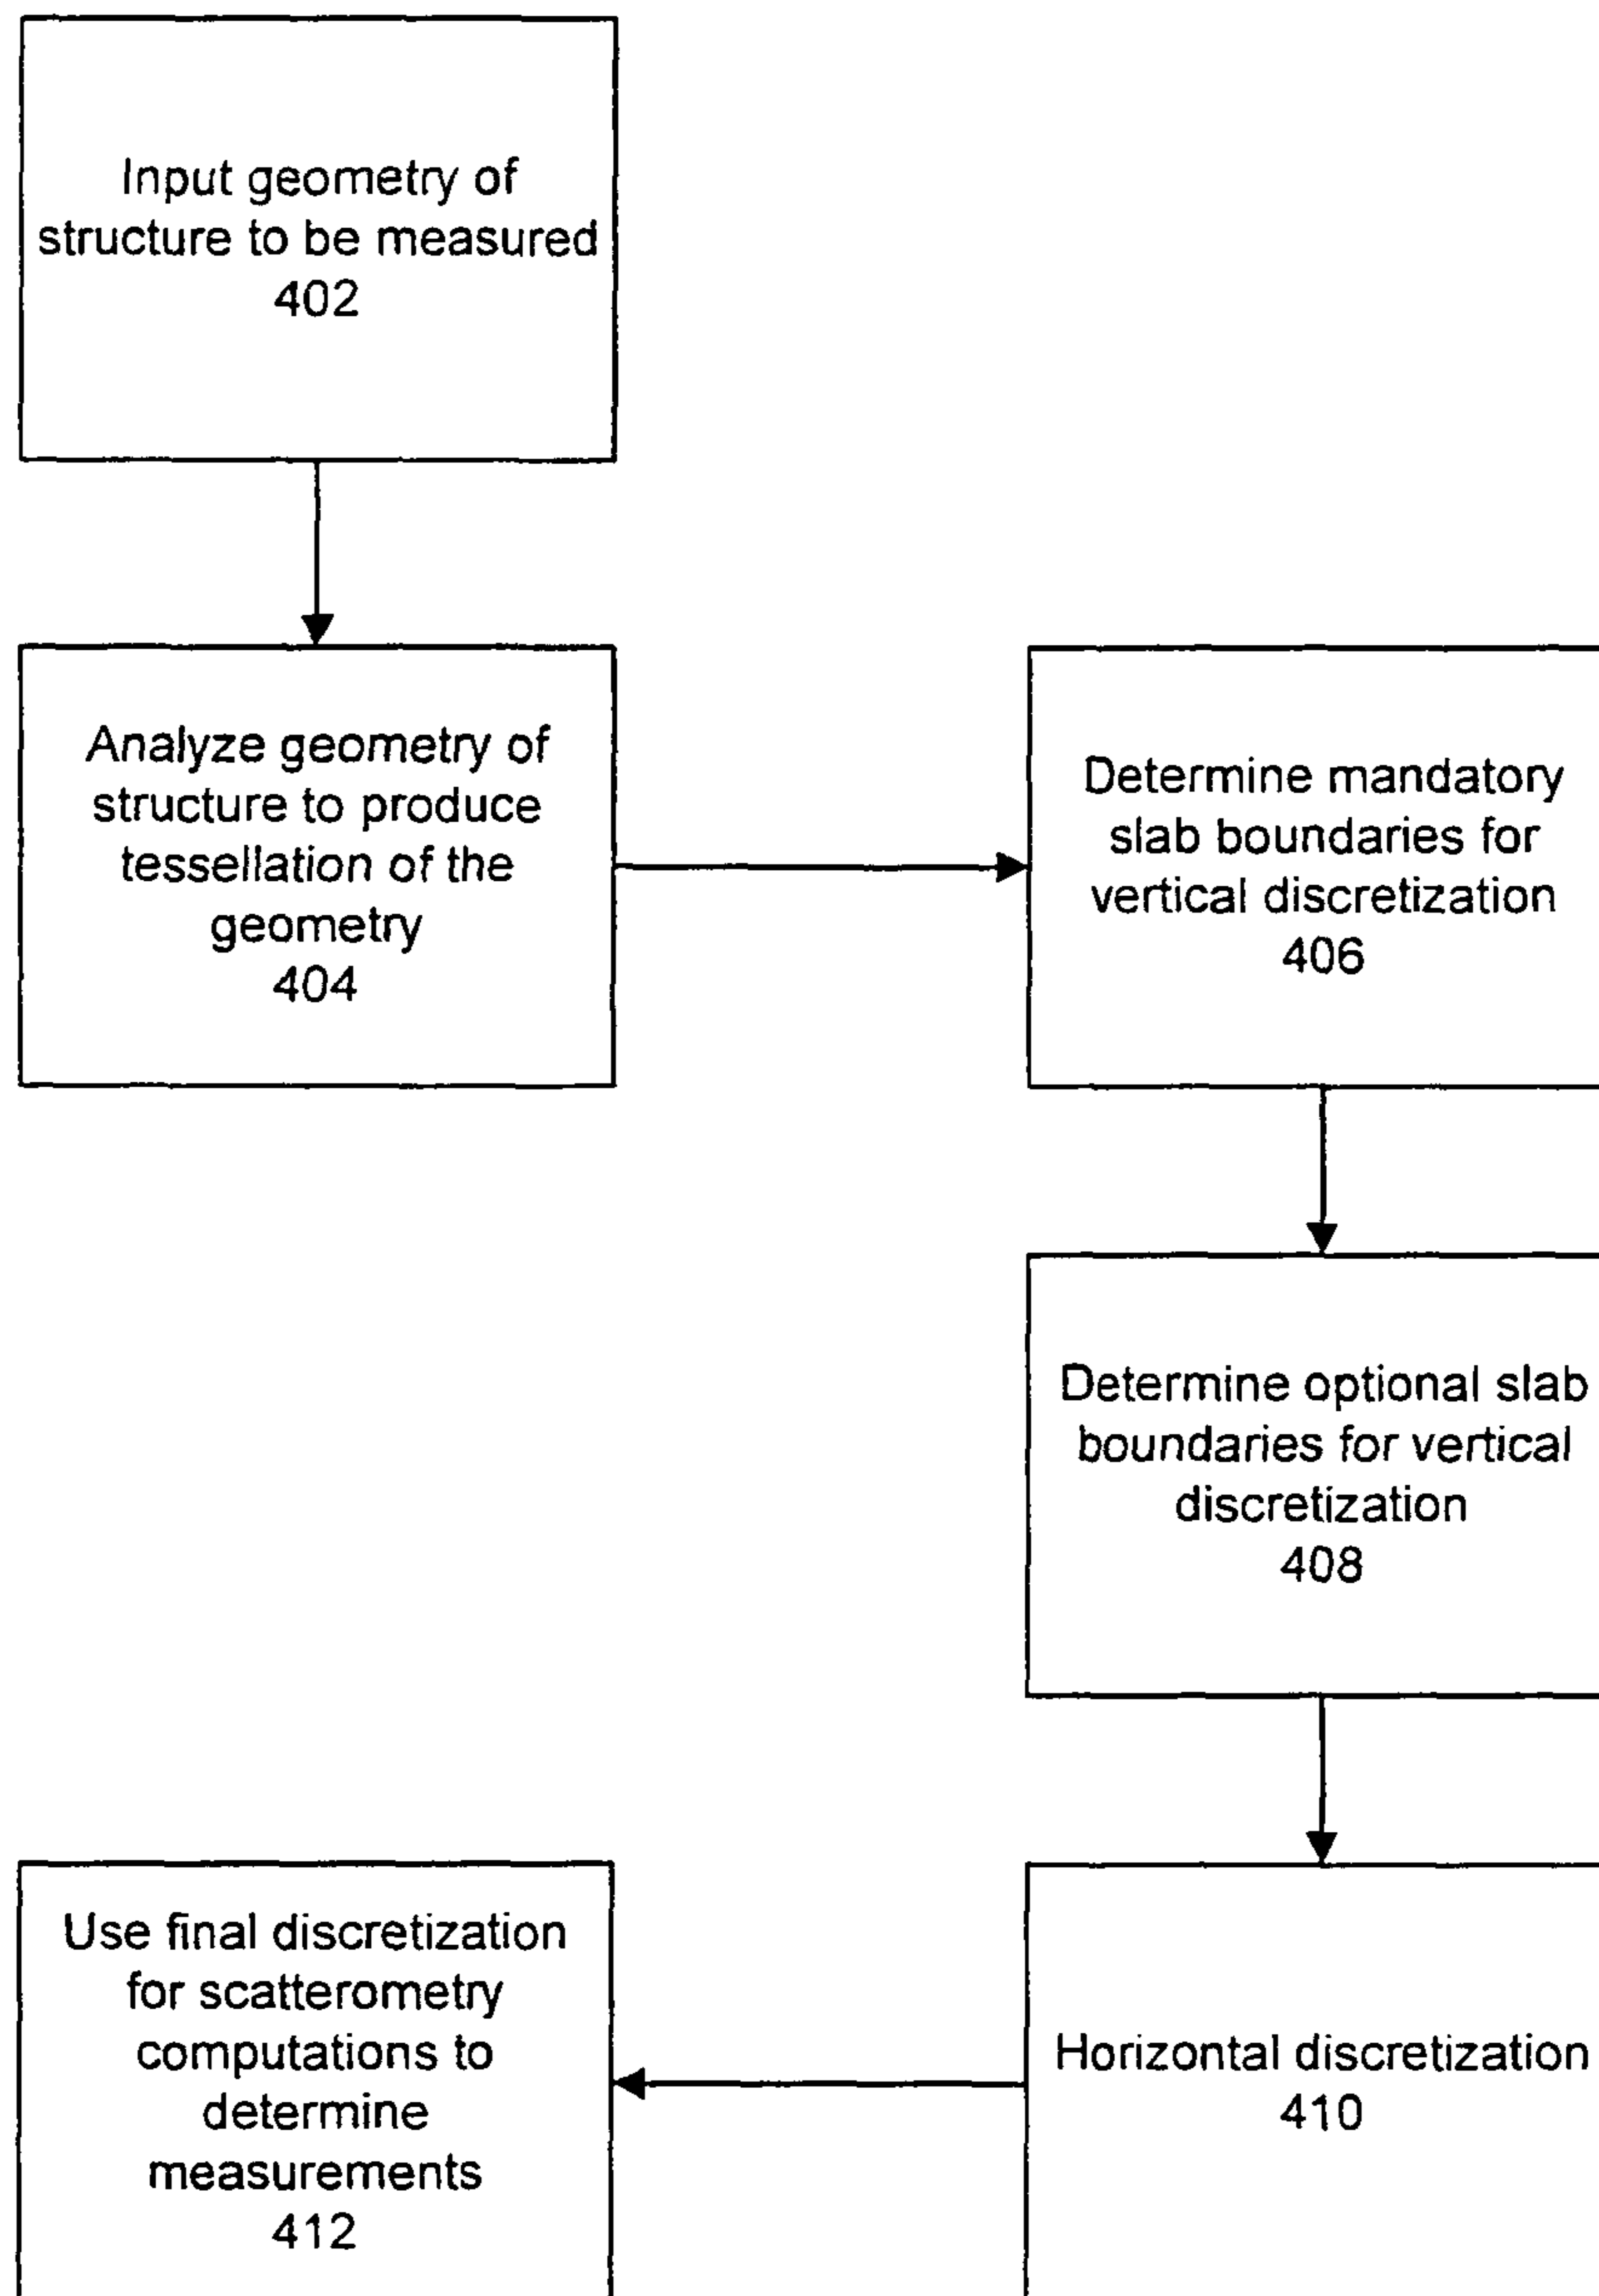 Input geometry of
structure to be measured
402
Analyze geometry of
structure to produce
tessellation of the
geometry
404
Determine mandatory
slab boundaries for
vertical discretization
406
Determine optional slab
boundaries for vertical
discretization
408
Horizontal discretization
410
Use final discretization
for scatterometry
computations to
determine
measurements
412